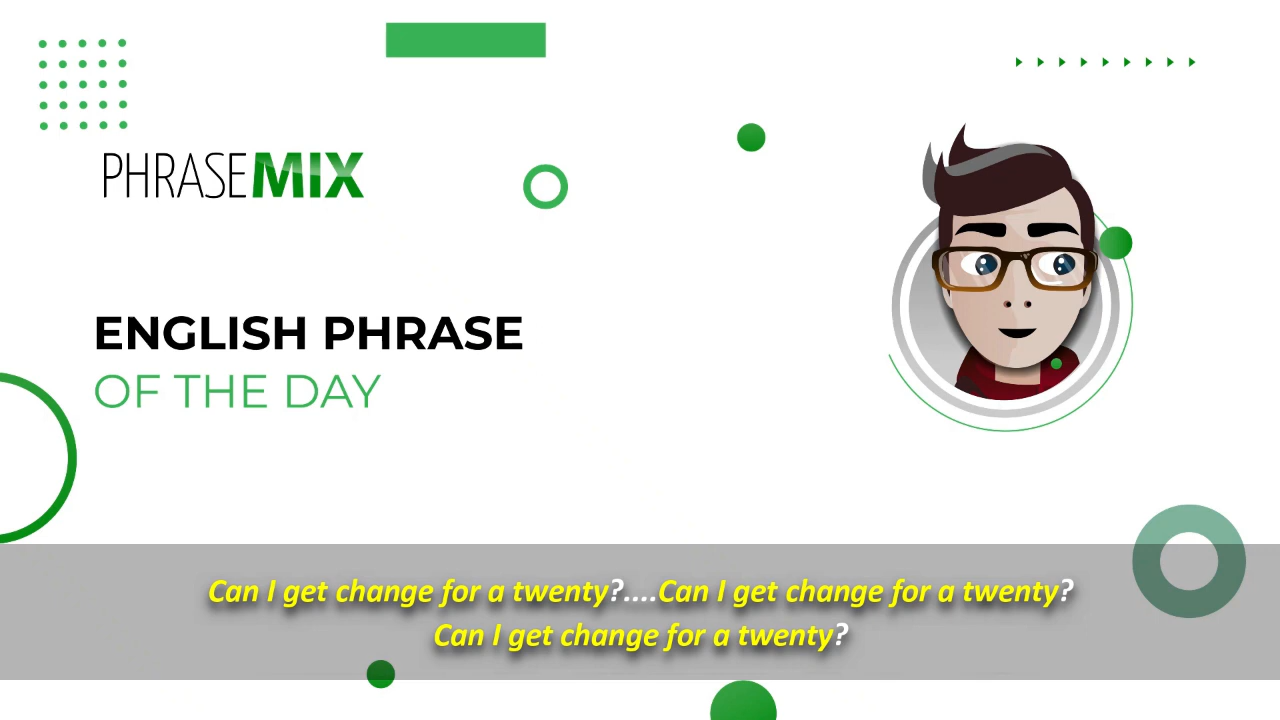 PHRASEMIX
ENGLISH PHRASE
OF THE DAY
Can I get change for a twenty?....Can I get change for a twenty?
Can I get change for a twenty?